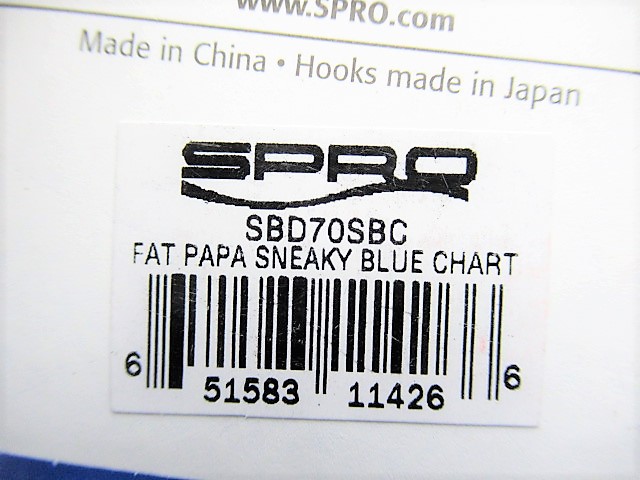 www.SPRO.com
Made in China • Hooks made in Japan
SPRO
SBD70SBC
FAT PAPA SNEAKY BLUE CHART
6 51583 11426 6